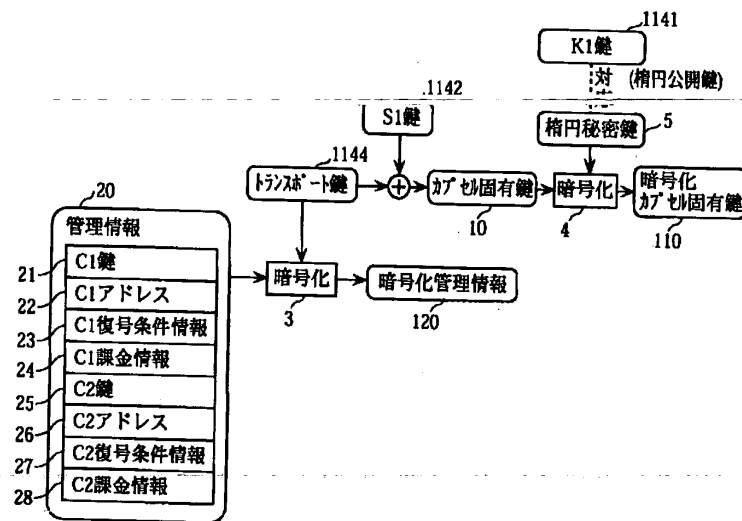 1141
K1鍵
対
(楕円公開鍵)
1142
S1鍵
楕円秘密鍵
5
1144
トランスポート鍵
カプセル固有鍵
10
暗号化
4
暗号化
カプセル固有鍵
110
20
管理情報
21
C1鍵
22
C1アドレス
23
C1復号条件情報
24
C1課金情報
25
C2鍵
26
C2アドレス
27
C2復号条件情報
28
C2課金情報
暗号化
3
暗号化管理情報
120